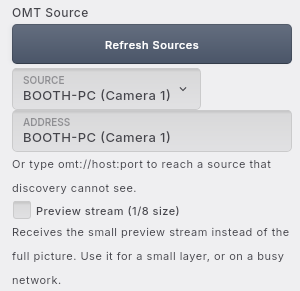 OMT Source
Refresh Sources
SOURCE
BOOTH-PC (Camera 1)
ADDRESS
BOOTH-PC (Camera 1)
Or type omt://host:port to reach a source that
discovery cannot see.
Preview stream (1/8 size)
Receives the small preview stream instead of the
full picture. Use it for a small layer, or on a busy
network.